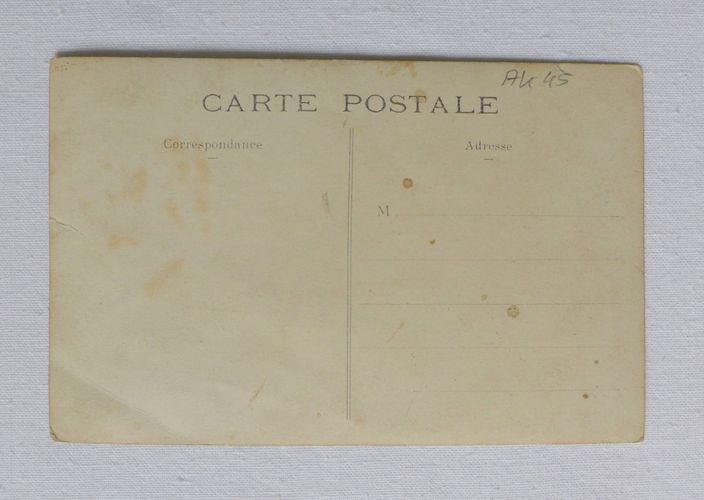 Ak 45
CARTE POSTALE
Correspondance
Adresse
M